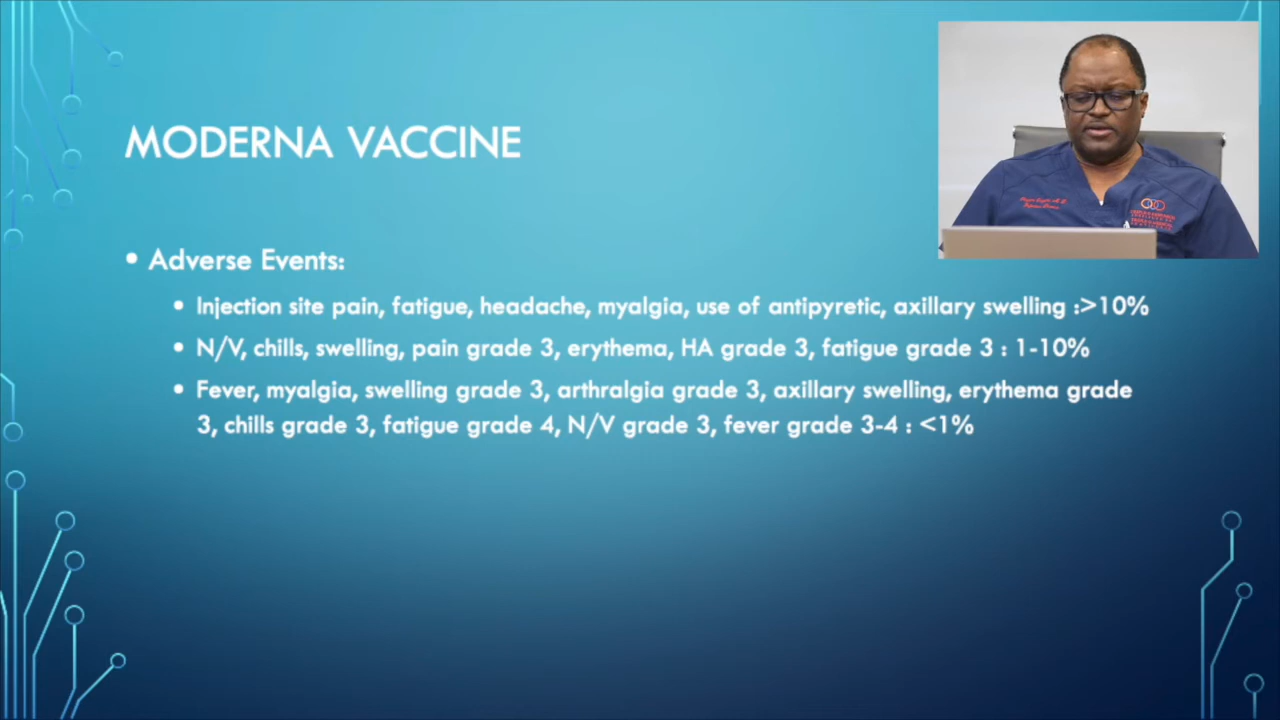 MODERNA VACCINE
• Adverse Events:
• Injection site pain, fatigue, headache, myalgia, use of antipyretic, axillary swelling :>10%
• N/V, chills, swelling, pain grade 3, erythema, HA grade 3, fatigue grade 3 : 1-10%
• Fever, myalgia, swelling grade 3, arthralgia grade 3, axillary swelling, erythema grade
3, chills grade 3, fatigue grade 4, N/V grade 3, fever grade 3-4 : <1%